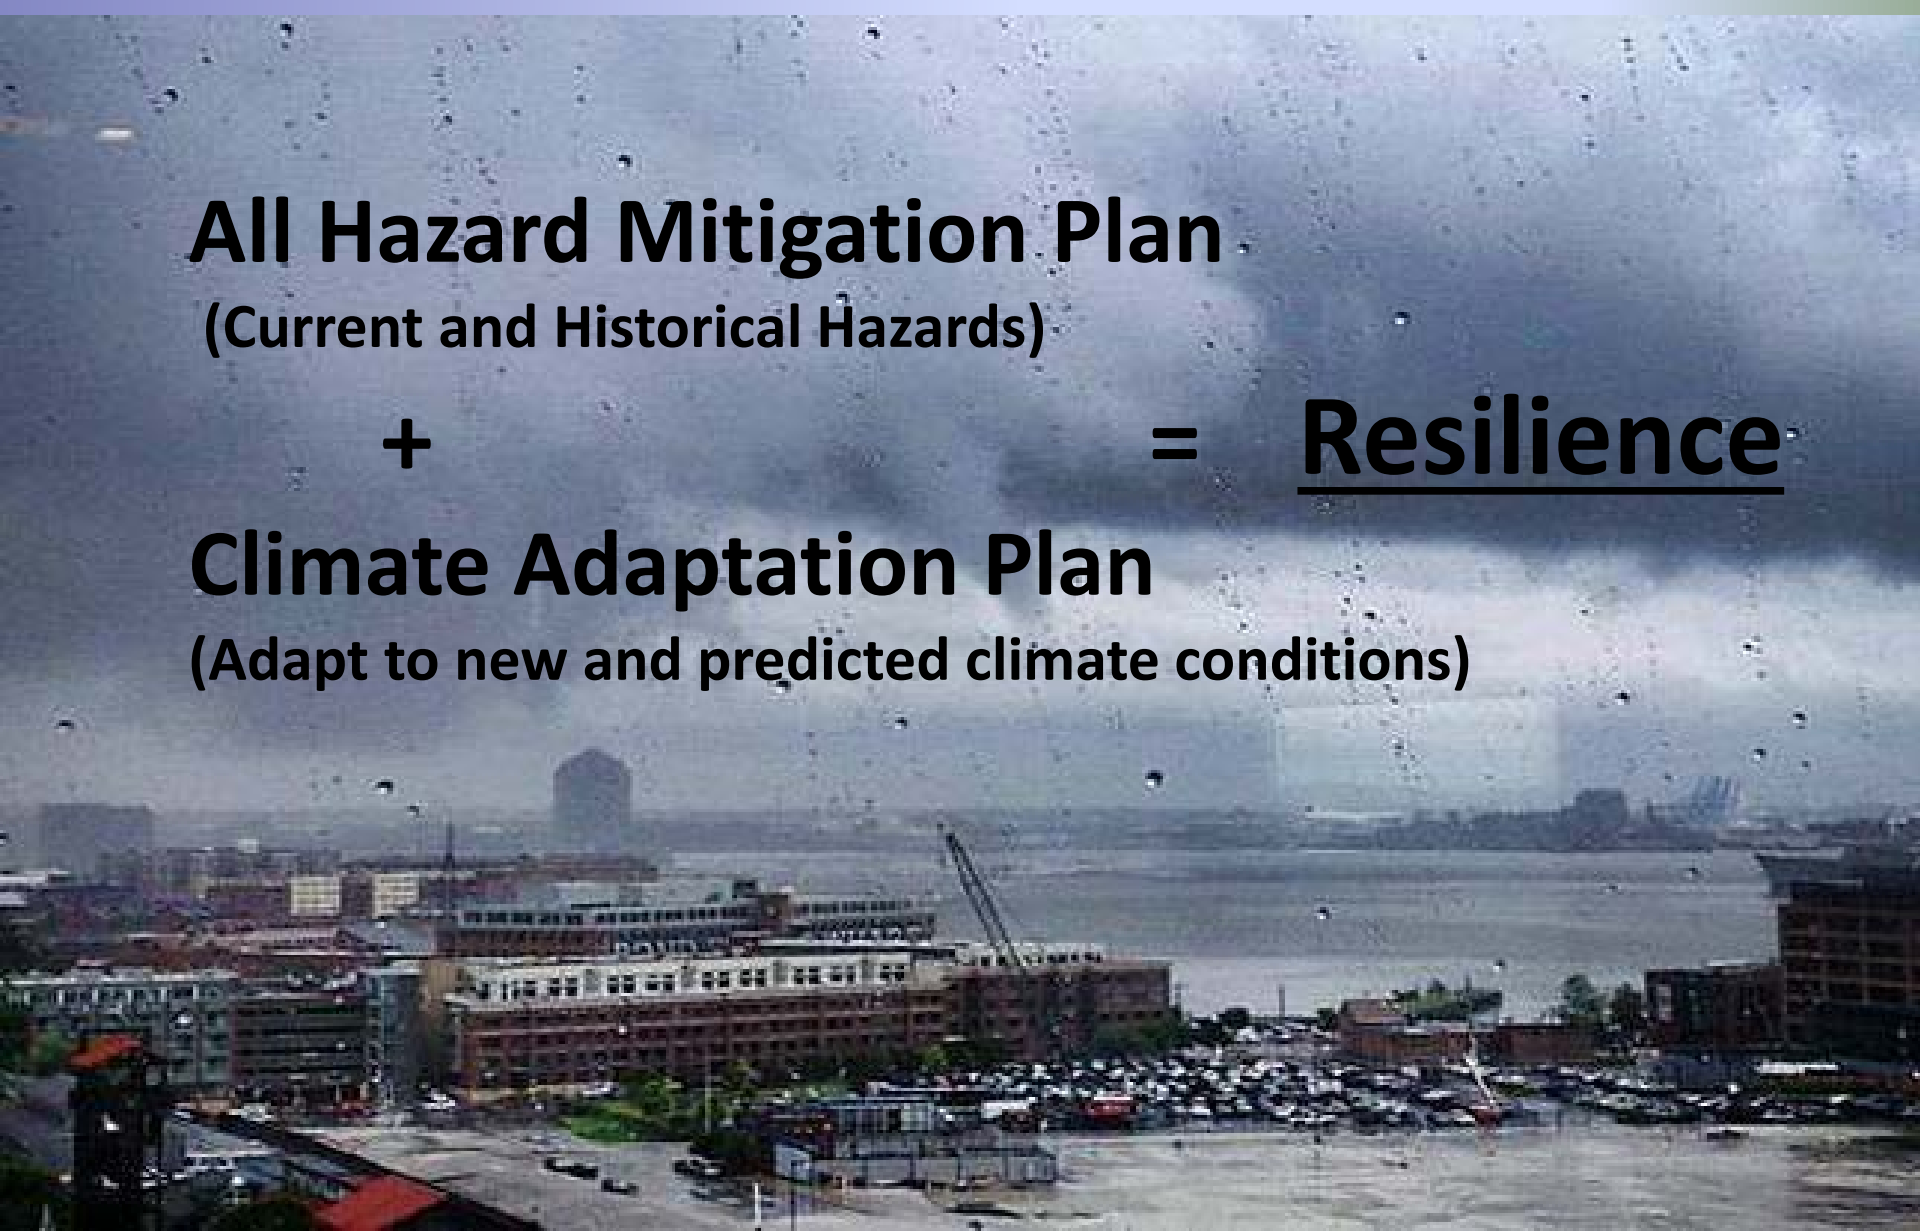 All Hazard Mitigation Plan
(Current and Historical Hazards)
+ = Resilience
Climate Adaptation Plan
(Adapt to new and predicted climate conditions)